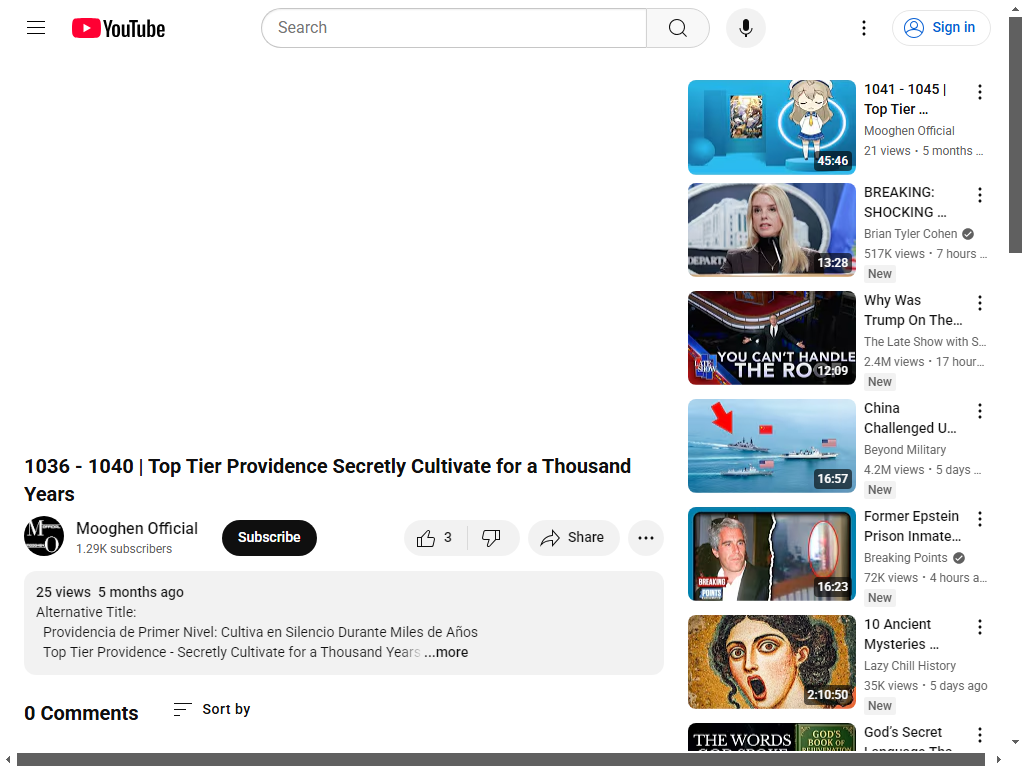 YouTube
Search
Sign in
1036 - 1040 | Top Tier Providence Secretly Cultivate for a Thousand
Years
Mooghen Official
1.29K subscribers
Subscribe
3
Share
25 views 5 months ago
Alternative Title:
Providencia de Primer Nivel: Cultiva en Silencio Durante Miles de Años
Top Tier Providence - Secretly Cultivate for a Thousand Years ...more
0 Comments
Sort by
45:46
1041 - 1045 |
Top Tier ...
Mooghen Official
21 views • 5 months ...
13:28
BREAKING:
SHOCKING ...
Brian Tyler Cohen
517K views • 7 hours ...
New
YOU CAN'T HANDLE
THE RO
LATE SHOW
12:09
Why Was
Trump On The...
The Late Show with S...
2.4M views • 17 hour...
New
16:57
China
Challenged U...
Beyond Military
4.2M views • 5 days ...
New
BREAKING
POINTS
16:23
Former Epstein
Prison Inmate...
Breaking Points
72K views • 4 hours a...
New
2:10:50
10 Ancient
Mysteries ...
Lazy Chill History
35K views • 5 days ago
New
THE WORDS
GOD'S
BOOK OF
God's Secret